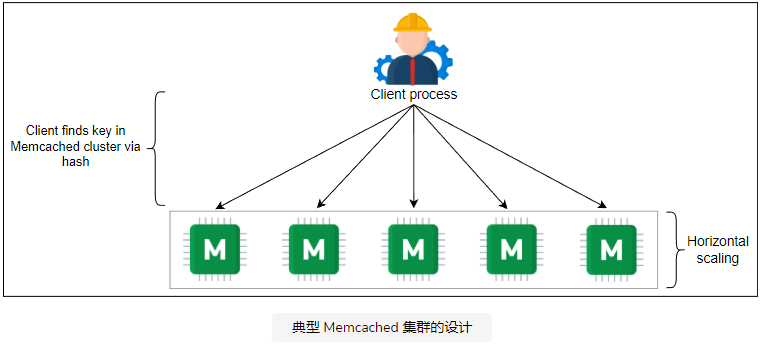 Client process
Client finds key in
Memcached cluster via
hash
M
M
M
M
M
Horizontal
scaling
典型 Memcached 集群的设计